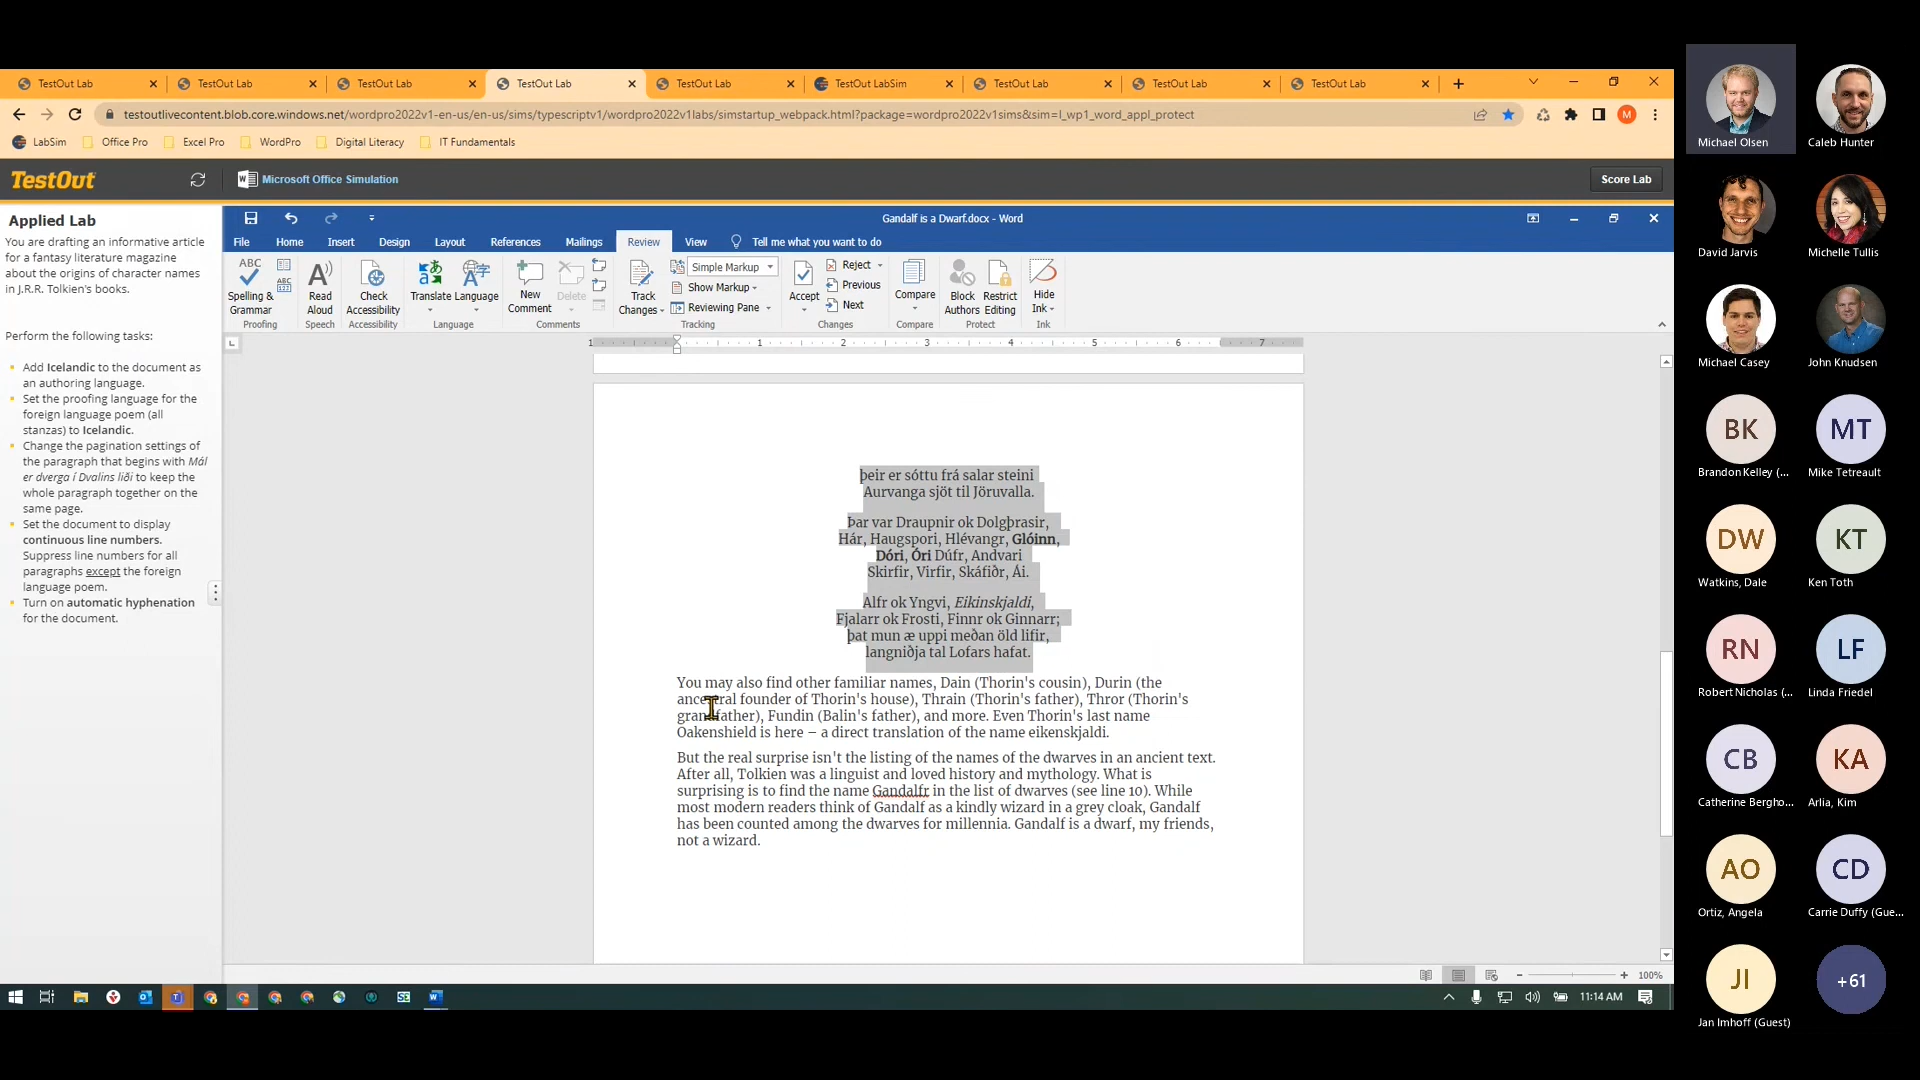 TestOut Lab
TestOut Lab
TestOut Lab
TestOut Lab
TestOut Lab
TestOut LabSim
TestOut Lab
TestOut Lab
TestOut Lab
testoutlivecontent.blob.core.windows.net/wordpro2022v1-en-us/en-us/sims/typescriptv1/wordpro2022v1labs/simstartup_webpack.html?package=wordpro2022v1sims&sim=l_wp1_word_appl_protect
M
LabSim
Office Pro
Excel Pro
WordPro
Digital Literacy
IT Fundamentals
TestOut
Microsoft Office Simulation
Score Lab
Applied Lab
You are drafting an informative article
for a fantasy literature magazine
about the origins of character names
in J.R.R. Tolkien's books.
Perform the following tasks:
Add Icelandic to the document as
an authoring language.
Set the proofing language for the
foreign language poem (all
stanzas) to Icelandic.
Change the pagination settings of
the paragraph that begins with Mál
er dverga í Dvalins liði to keep the
whole paragraph together on the
same page.
Set the document to display
continuous line numbers.
Suppress line numbers for all
paragraphs except the foreign
language poem.
Turn on automatic hyphenation
for the document.
Gandalf is a Dwarf.docx - Word
File
Home
Insert
Design
Layout
References
Mailings
Review
View
Tell me what you want to do
ABC
Spelling &
Grammar
Proofing
Read
Aloud
Speech
Check
Accessibility
Accessibility
Translate
Language
Language
New
Comment
Delete
Comments
Track
Changes
Simple Markup
Show Markup
Reviewing Pane
Tracking
Accept
Reject
Previous
Next
Changes
Compare
Compare
Block
Authors
Restrict
Editing
Protect
Hide
Ink
Ink
1 1 2 3 4 5 6 7
þeir er sóttu frá salar steini
Aurvanga sjöt til Jöruvalla.
Þar var Draupnir ok Dolgþrasir,
Hár, Haugspori, Hlévangr, Glóinn,
Dóri, Óri Dúfr, Andvari
Skirfir, Virfir, Skáfiðr, Ái.
Alfr ok Yngvi, Eikinskjaldi,
Fjalarr ok Frosti, Finnr ok Ginnarr;
þat mun æ uppi meðan öld lifir,
langniðja tal Lofars hafat.
You may also find other familiar names, Dain (Thorin's cousin), Durin (the
ancestral founder of Thorin's house), Thrain (Thorin's father), Thror (Thorin's
grandfather), Fundin (Balin's father), and more. Even Thorin's last name
Oakenshield is here – a direct translation of the name eikenskjaldi.
But the real surprise isn't the listing of the names of the dwarves in an ancient text.
After all, Tolkien was a linguist and loved history and mythology. What is
surprising is to find the name Gandalfr in the list of dwarves (see line 10). While
most modern readers think of Gandalf as a kindly wizard in a grey cloak, Gandalf
has been counted among the dwarves for millennia. Gandalf is a dwarf, my friends,
not a wizard.
100%
11:14 AM
Michael Olsen
Caleb Hunter
David Jarvis
Michelle Tullis
Michael Casey
John Knudsen
BK
Brandon Kelley (...
MT
Mike Tetreault
DW
Watkins, Dale
KT
Ken Toth
RN
Robert Nicholas (...
LF
Linda Friedel
CB
Catherine Bergho...
KA
Arlia, Kim
AO
Ortiz, Angela
CD
Carrie Duffy (Gue...
JI
Jan Imhoff (Guest)
+61